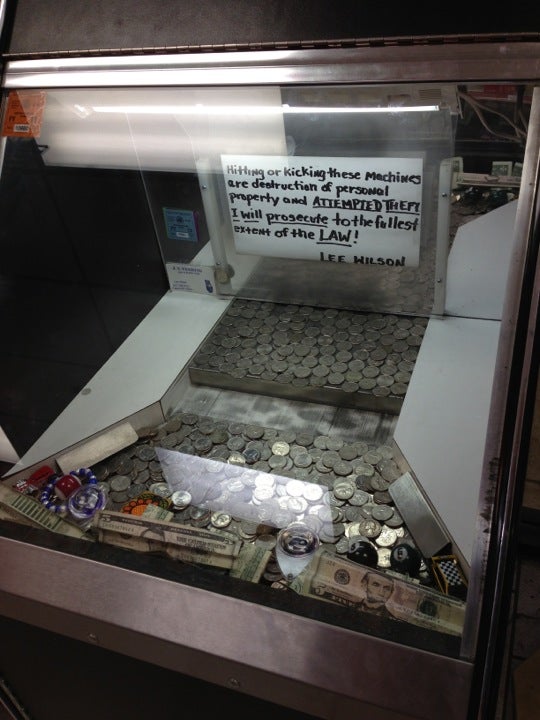 Hitting or kicking these Machines
are destruction of personal
property and ATTEMPTED THEFT
I will prosecute to the fullest
extent of the LAW!
LEE WILSON